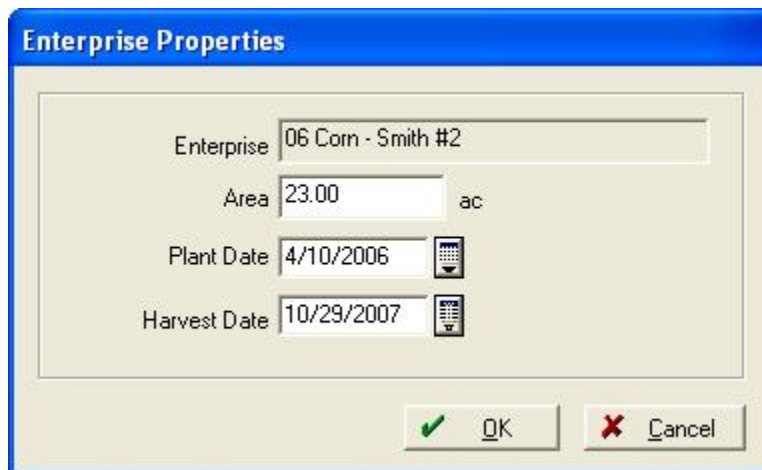 Enterprise Properties
Enterprise 06 Corn - Smith #2
Area 23.00 ac
Plant Date 4/10/2006
Harvest Date 10/29/2007
OK Cancel